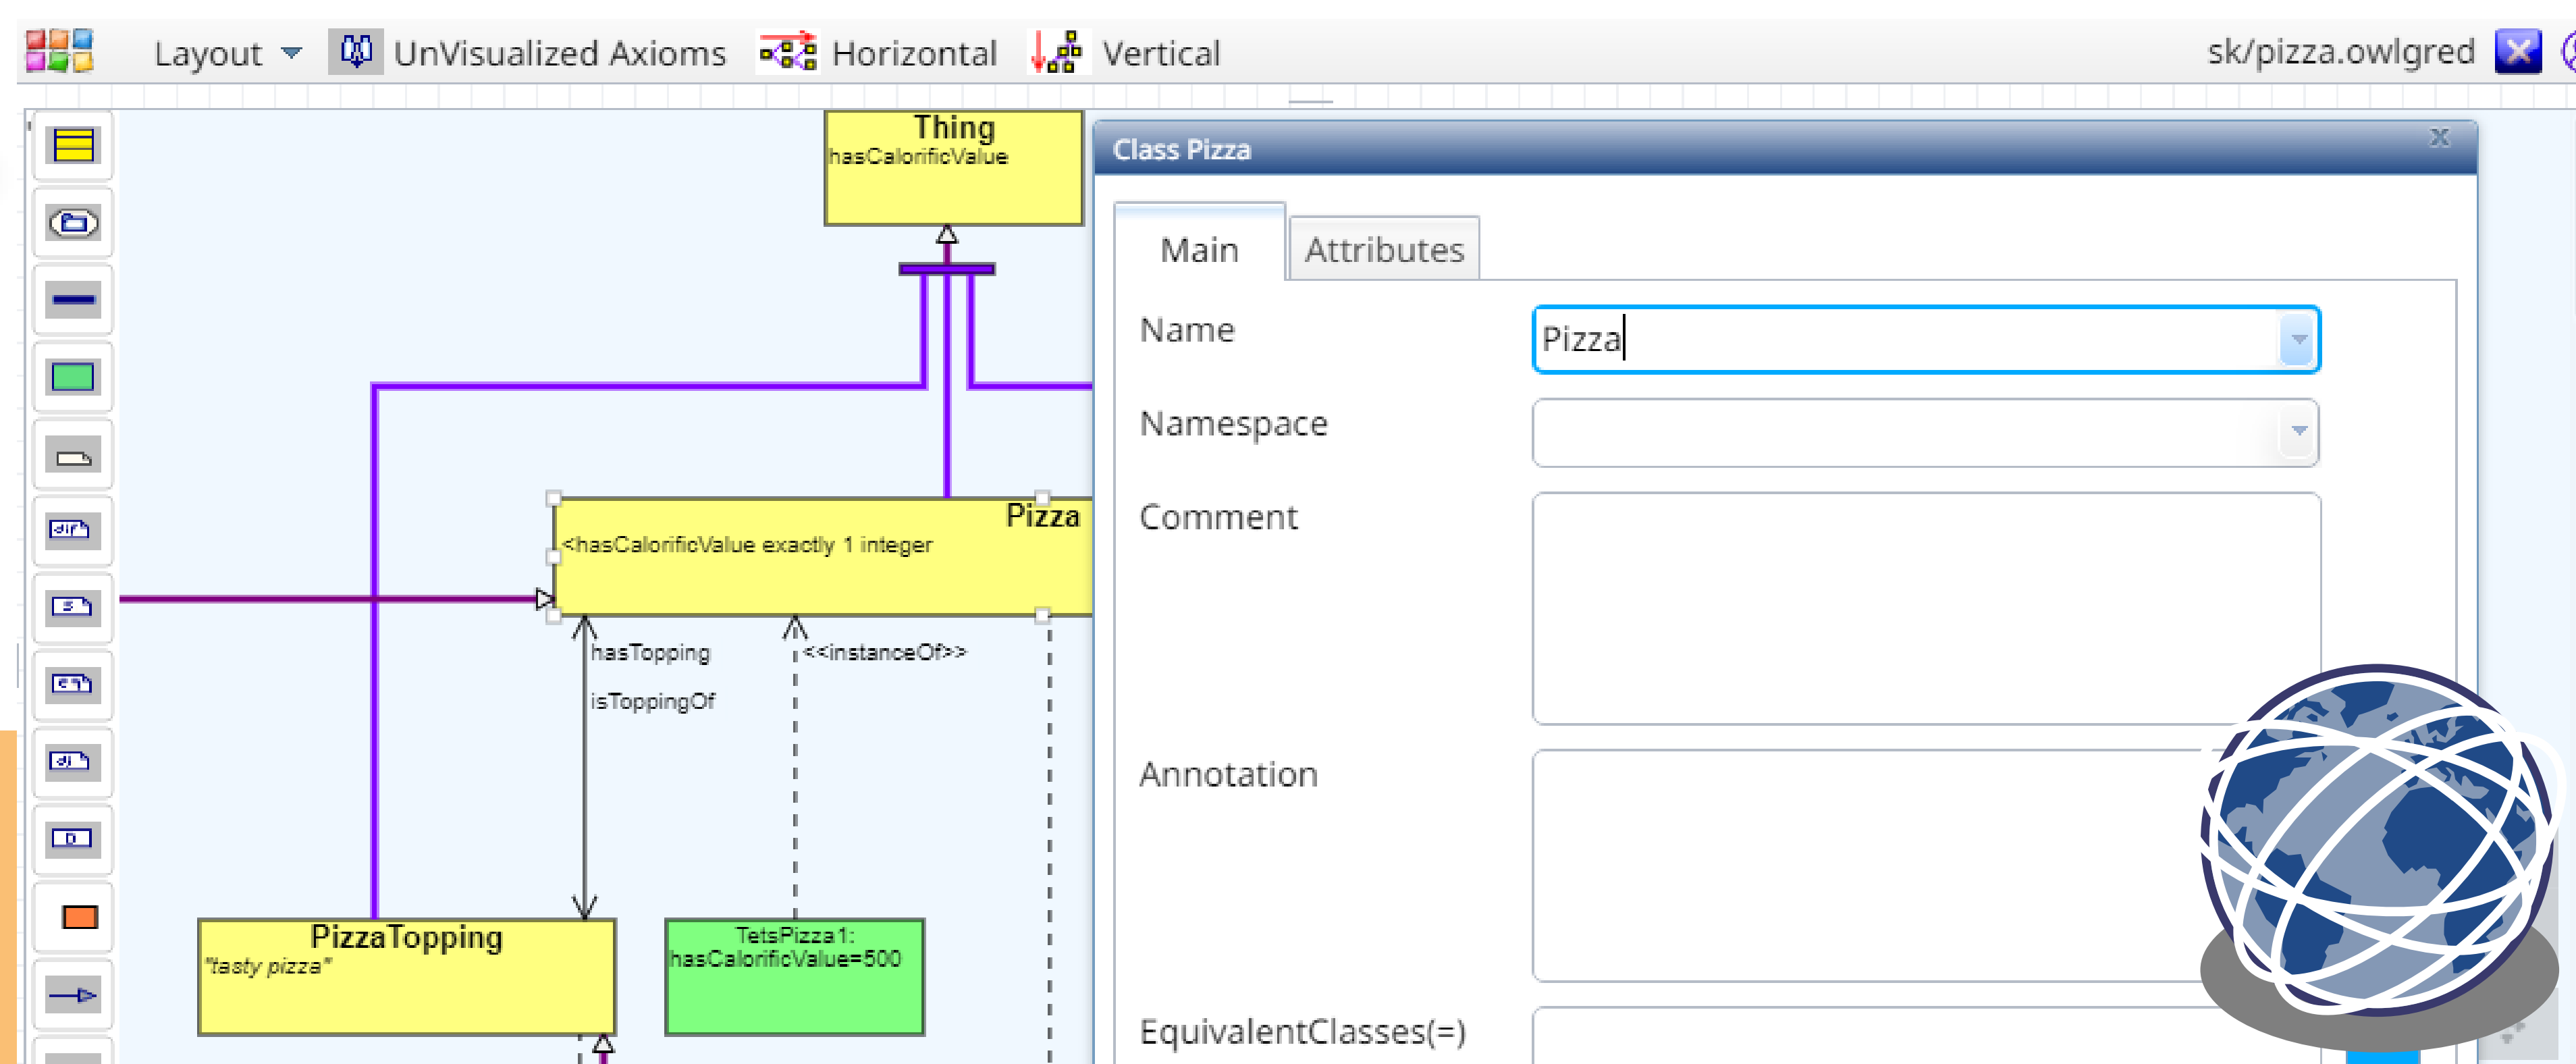 Layout UnVisualized Axioms Horizontal Vertical sk/pizza.owlgred
Thing
hasCalorificValue
Pizza
<hasCalorificValue exactly 1 integer
hasTopping
<<instanceOf>>
isToppingOf
PizzaTopping
"tasty pizza"
TetsPizza1:
hasCalorificValue=500
Class Pizza
Main Attributes
Name
Pizza
Namespace
Comment
Annotation
EquivalentClasses(=)
D